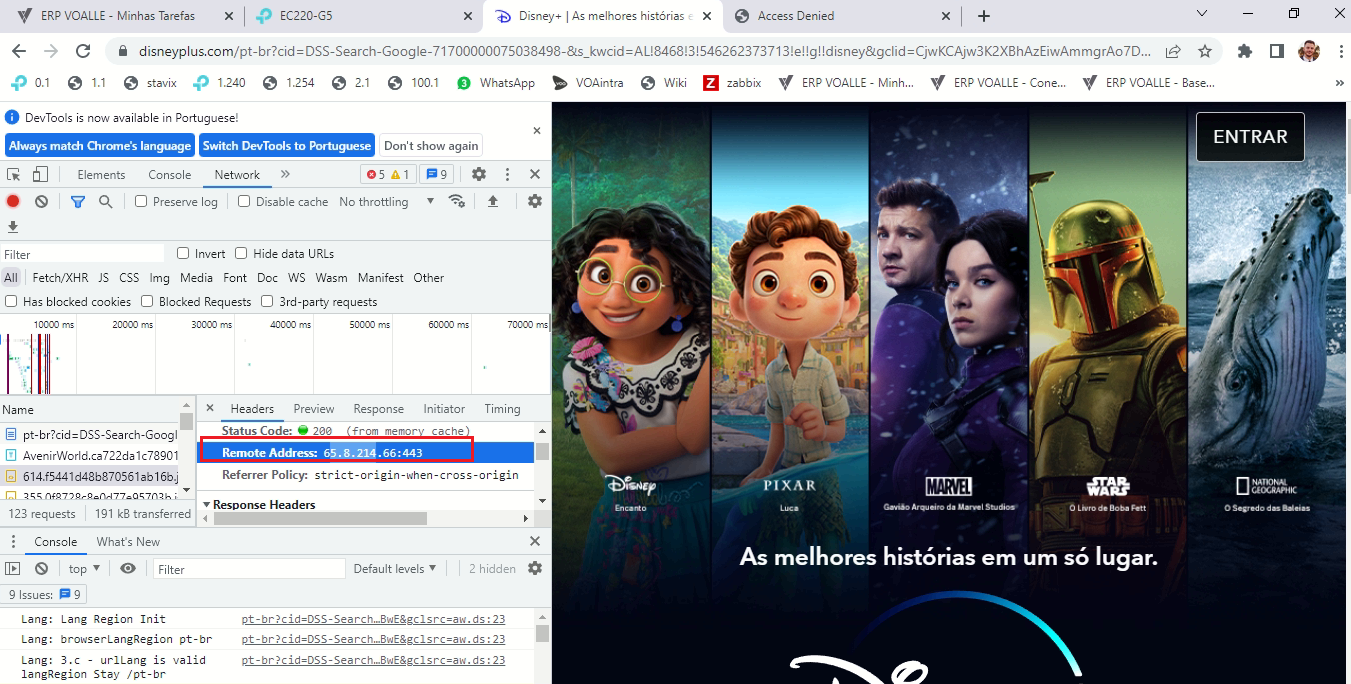 ERP VOALLE - Minhas Tarefas
EC220-G5
Disney+ | As melhores histórias e
Access Denied
disneyplus.com/pt-br?cid=DSS-Search-Google-71700000075038498-&s_kwcid=AL!8468!3!546262373713!e!!g!!disney&gclid=CjwKCAjw3K2XBhAzEiwAmmgrAo7D...
0.1
1.1
stavix
1.240
1.254
2.1
100.1
WhatsApp
VOAintra
Wiki
zabbix
ERP VOALLE - Minh...
ERP VOALLE - Cone...
ERP VOALLE - Base...
»
DevTools is now available in Portuguese!
Always match Chrome's language
Switch DevTools to Portuguese
Don't show again
Elements
Console
Network
»
5
1
9
Preserve log
Disable cache
No throttling
Filter
Invert
Hide data URLs
All
Fetch/XHR
JS
CSS
Img
Media
Font
Doc
WS
Wasm
Manifest
Other
Has blocked cookies
Blocked Requests
3rd-party requests
10000 ms
20000 ms
30000 ms
40000 ms
50000 ms
60000 ms
70000 ms
Name
pt-br?cid=DSS-Search-Googl
AvenirWorld.ca722da1c78901
614.f5441d48b870561ab16b.j
355.0f8728c8e0d77e95703b.j
123 requests
191 kB transferred
Headers
Preview
Response
Initiator
Timing
Status Code: 200 (from memory cache)
Remote Address: 65.8.214.66:443
Referrer Policy: strict-origin-when-cross-origin
Response Headers
Console
What's New
top
Filter
Default levels
2 hidden
9 Issues: 9
Lang: Lang Region Init
pt-br?cid=DSS-Search…BwE&gclsrc=aw.ds:23
Lang: browserLangRegion pt-br
pt-br?cid=DSS-Search…BwE&gclsrc=aw.ds:23
Lang: 3.c - urlLang is valid
pt-br?cid=DSS-Search…BwE&gclsrc=aw.ds:23
langRegion Stay /pt-br
ENTRAR
Disney
Encanto
PIXAR
Luca
MARVEL
Gavião Arqueiro da Marvel Studios
STAR
WARS
O Livro de Boba Fett
NATIONAL
GEOGRAPHIC
O Segredo das Baleias
As melhores histórias em um só lugar.